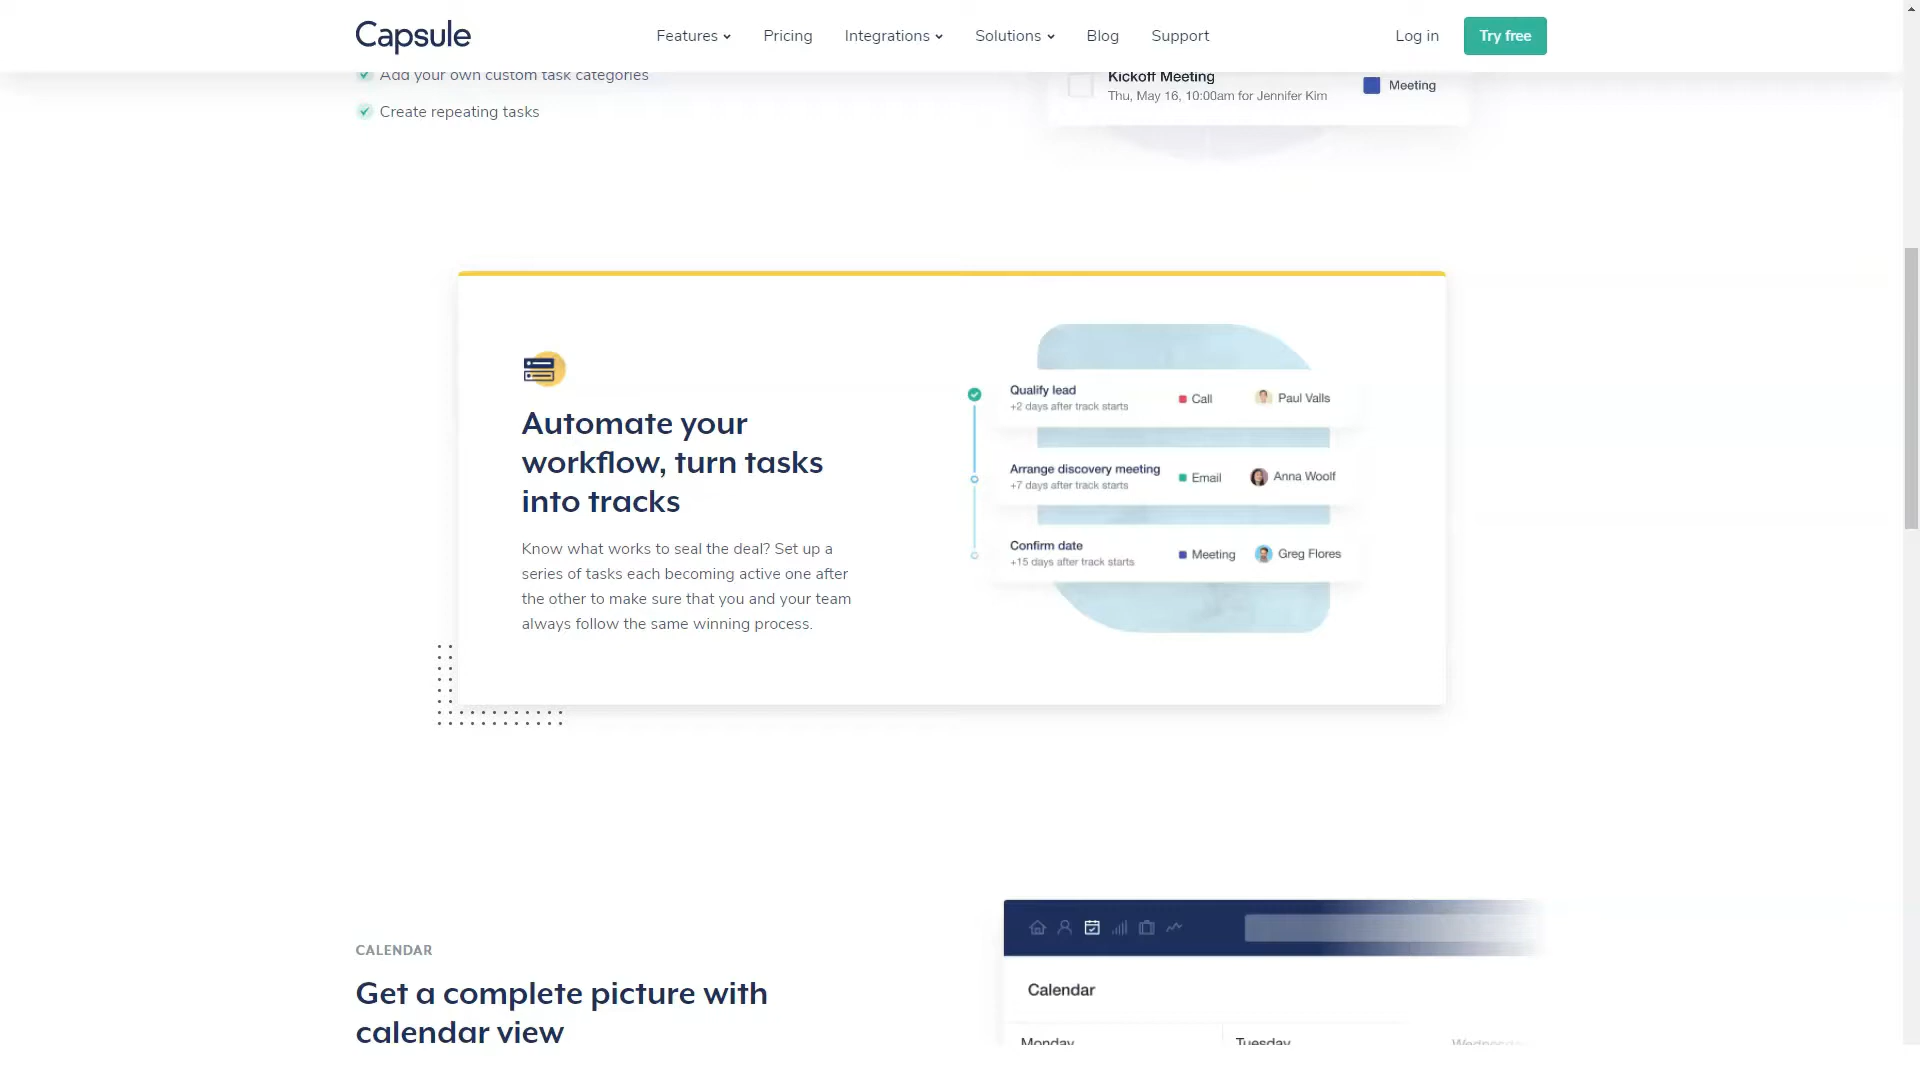 Capsule
Features
Pricing
Integrations
Solutions
Blog
Support
Log in
Try free
Add your own custom task categories
Create repeating tasks
Kickoff Meeting
Thu, May 16, 10:00am for Jennifer Kim
Meeting
Automate your
workflow, turn tasks
into tracks
Know what works to seal the deal? Set up a
series of tasks each becoming active one after
the other to make sure that you and your team
always follow the same winning process.
Qualify lead
+2 days after track starts
Call
Paul Valls
Arrange discovery meeting
+7 days after track starts
Email
Anna Woolf
Confirm date
+15 days after track starts
Meeting
Greg Flores
CALENDAR
Get a complete picture with
calendar view
Calendar
Monday
Tuesday
Wednesday